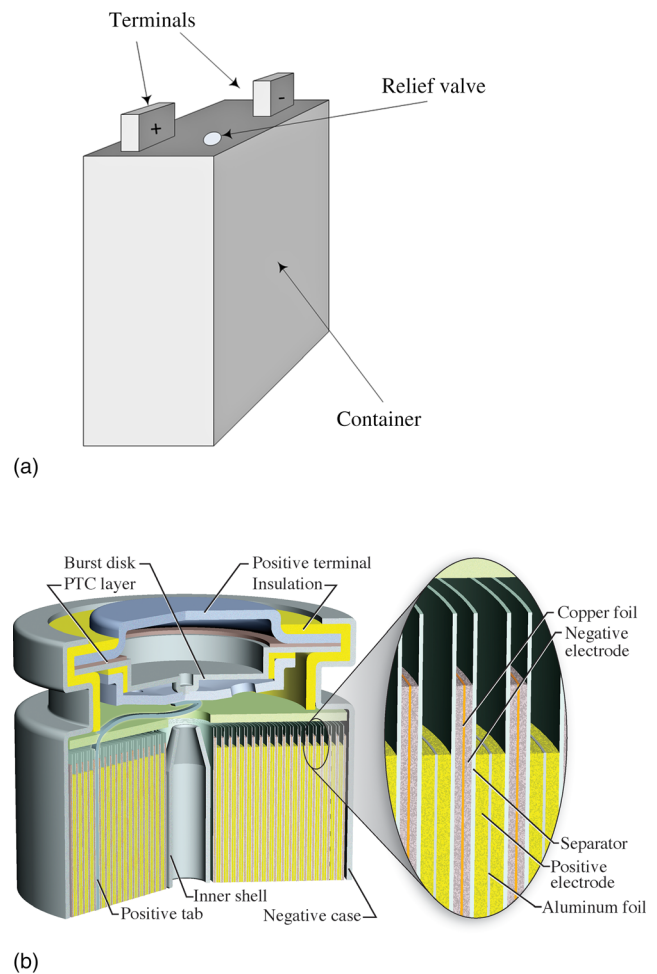 Terminals
Relief valve
+
-
Container
(a)
Burst disk
PTC layer
Positive terminal
Insulation
Copper foil
Negative
electrode
Separator
Positive
electrode
Aluminum foil
Inner shell
Positive tab
Negative case
(b)